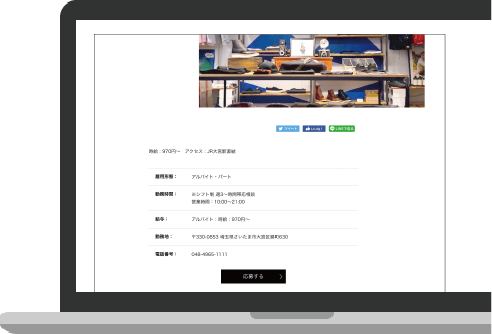 ツイート いいね！ LINEで送る
時給：970円〜 アクセス：JR大宮駅直結
雇用形態： アルバイト・パート
勤務時間： ※シフト制 週3〜時間帯応相談
営業時間：10:00〜21:00
給与： アルバイト：時給：970円〜
勤務地： 〒330-0853 埼玉県さいたま市大宮区錦町630
電話番号： 048-4965-1111
応募する